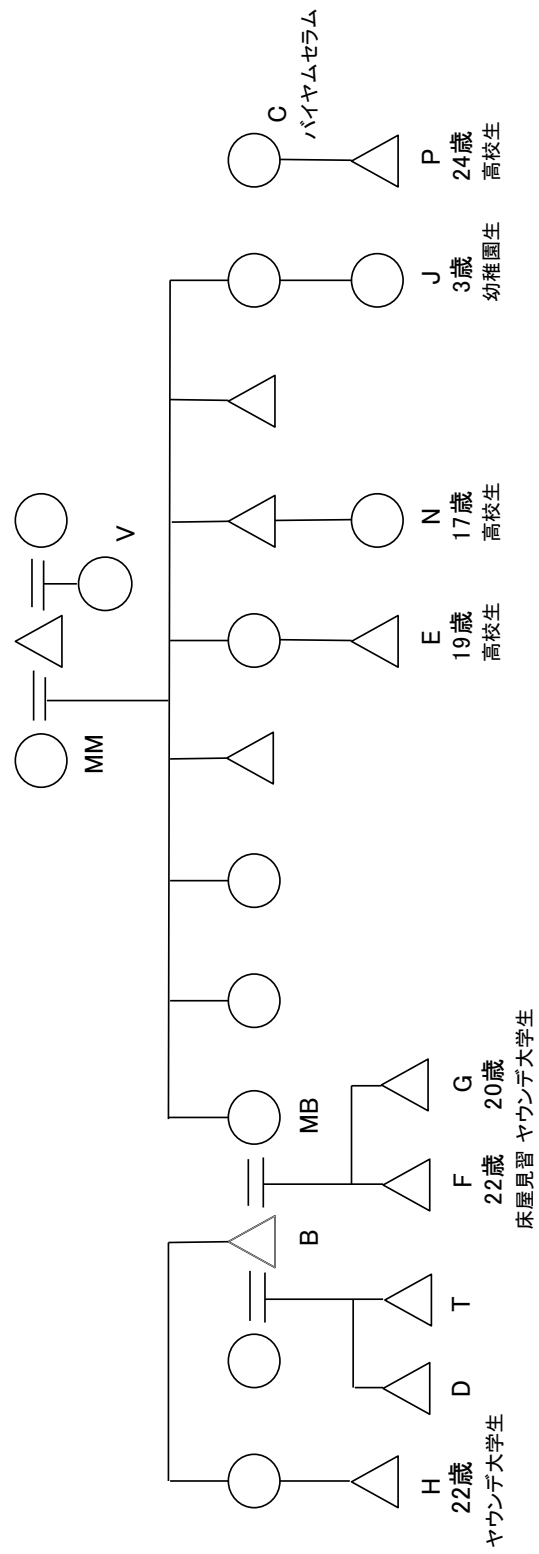 MM
V
B
MB
C
バイヤムセラム
H
22歳
ヤウンデ大学生
D
T
F
22歳
床屋見習
G
20歳
ヤウンデ大学生
E
19歳
高校生
N
17歳
高校生
J
3歳
幼稚園生
P
24歳
高校生